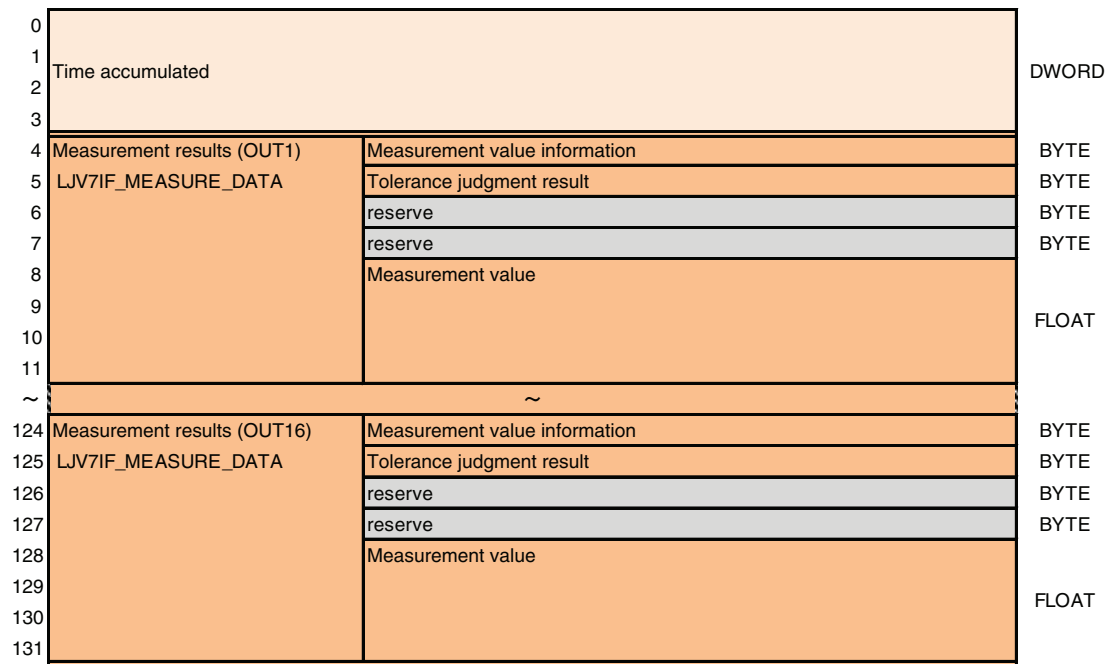 0
1
Time accumulated DWORD
2
3
4 Measurement results (OUT1) Measurement value information BYTE
5 LJV7IF_MEASURE_DATA Tolerance judgment result BYTE
6 reserve BYTE
7 reserve BYTE
8 Measurement value
9
FLOAT
10
11
~ ~
124 Measurement results (OUT16) Measurement value information BYTE
125 LJV7IF_MEASURE_DATA Tolerance judgment result BYTE
126 reserve BYTE
127 reserve BYTE
128 Measurement value
129
FLOAT
130
131